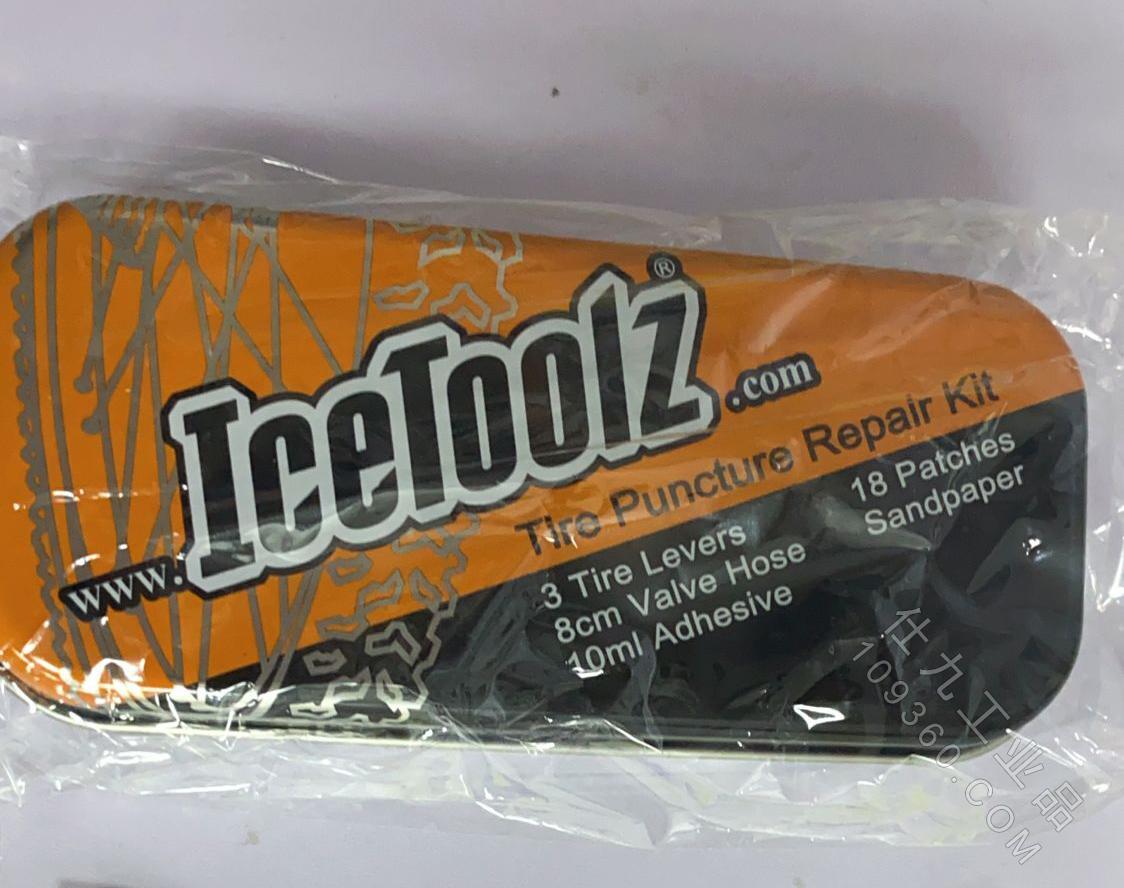 www.IceToolz®.com
Tire Puncture Repair Kit
3 Tire Levers
8cm Valve Hose
10ml Adhesive
18 Patches
Sandpaper
仕九工业品
109360.COM